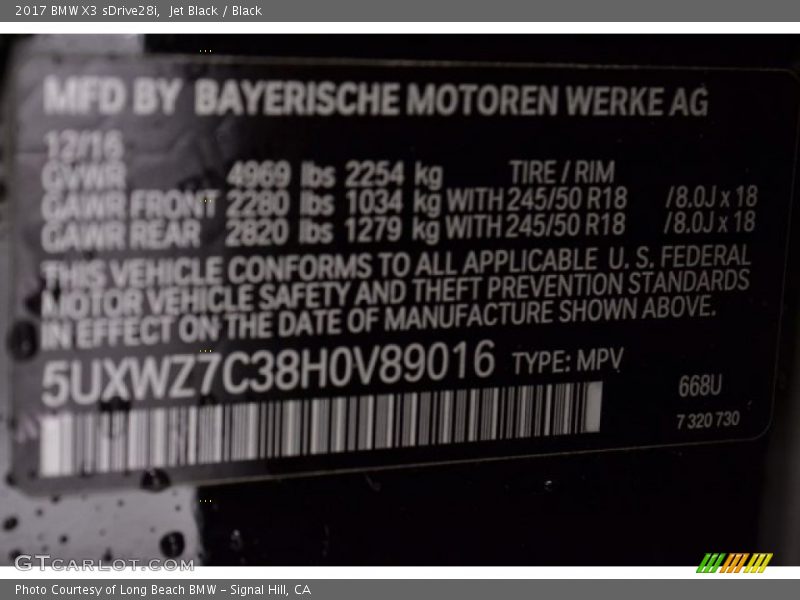 2017 BMW X3 sDrive28i,  Jet Black / Black
MFD BY BAYERISCHE MOTOREN WERKE AG
12/16
GVWR 4969 lbs 2254 kg TIRE / RIM
GAWR FRONT 2280 lbs 1034 kg WITH 245/50 R18 /8.0J x 18
GAWR REAR 2820 lbs 1279 kg WITH 245/50 R18 /8.0J x 18
THIS VEHICLE CONFORMS TO ALL APPLICABLE U. S. FEDERAL
MOTOR VEHICLE SAFETY AND THEFT PREVENTION STANDARDS
IN EFFECT ON THE DATE OF MANUFACTURE SHOWN ABOVE.
5UXWZ7C38H0V89016 TYPE: MPV
668U
7 320 730
GTCARLOT.COM
Photo Courtesy of Long Beach BMW - Signal Hill, CA